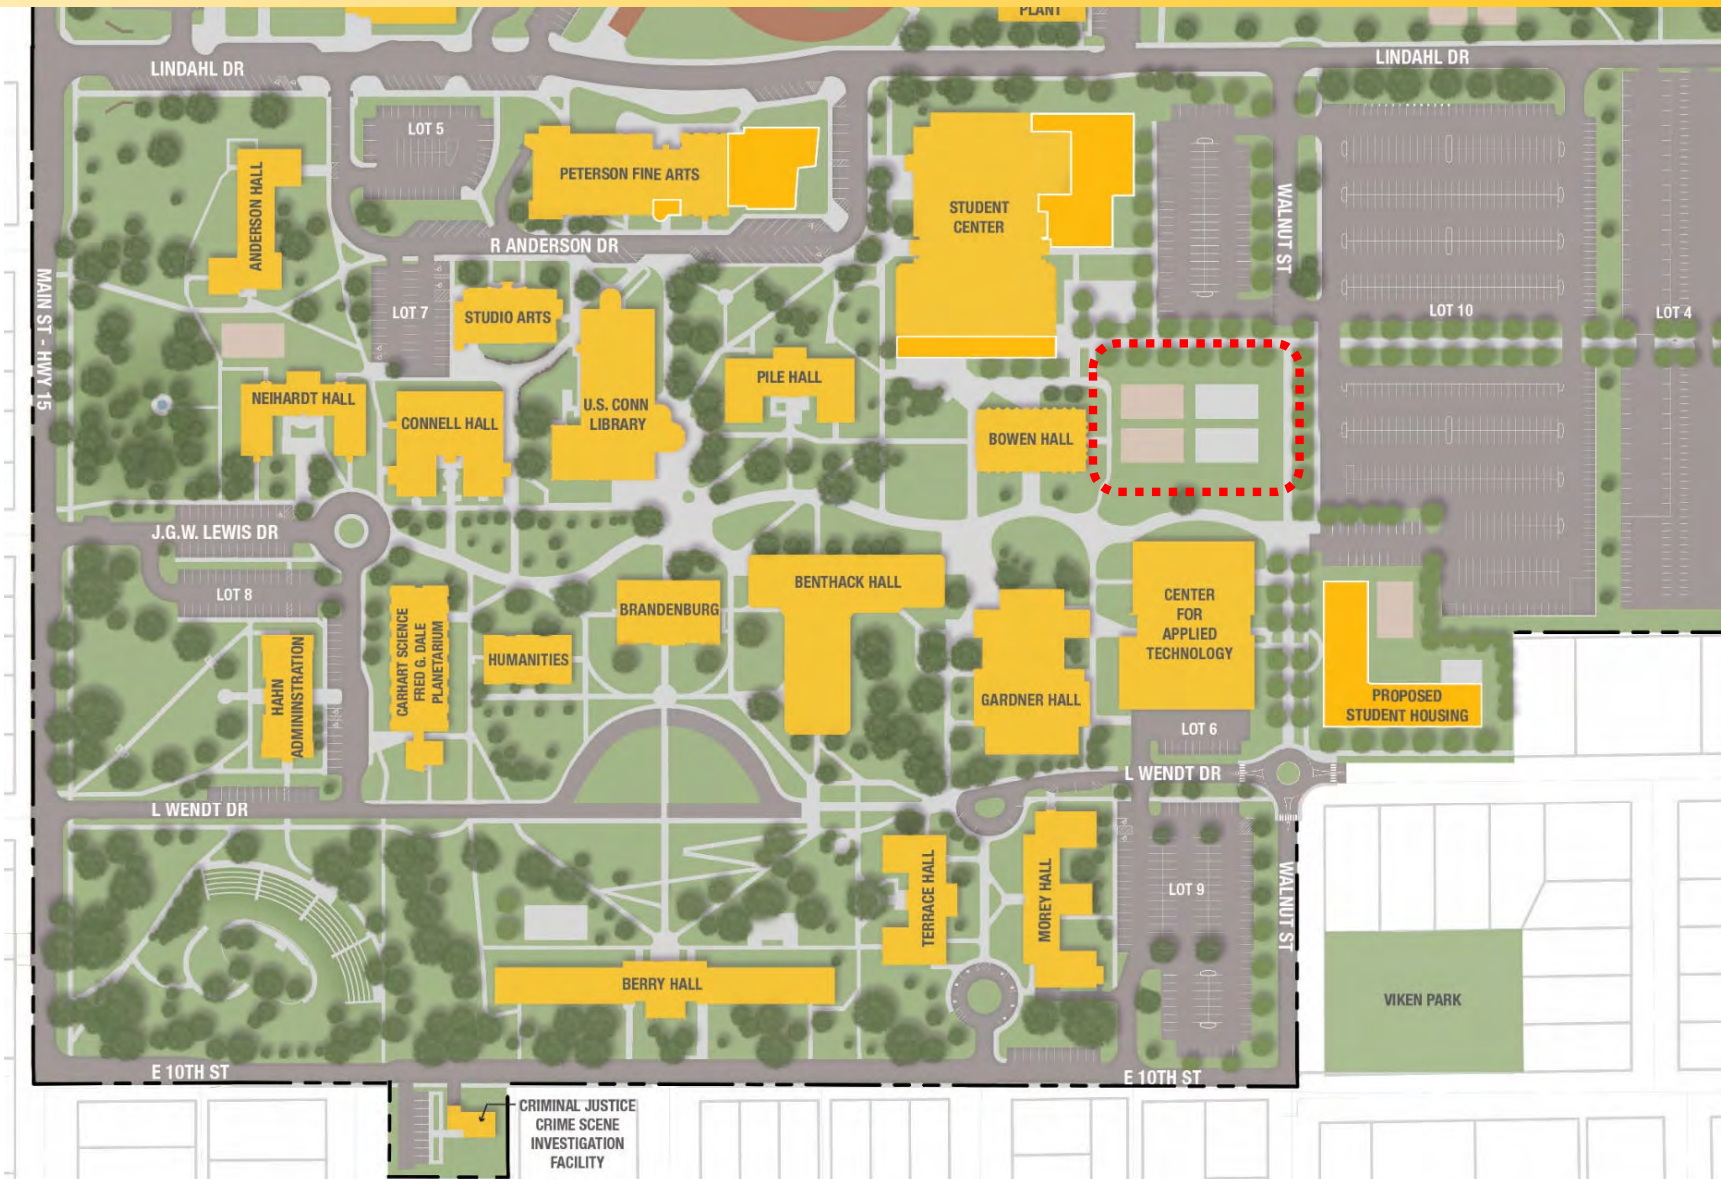 PLANT
LINDAHL DR
LINDAHL DR
LOT 5
PETERSON FINE ARTS
ANDERSON HALL
STUDENT
CENTER
WALNUT ST
R ANDERSON DR
MAIN ST - HWY 15
LOT 7
STUDIO ARTS
LOT 10
LOT 4
PILE HALL
NEIHARDT HALL
CONNELL HALL
U.S. CONN
LIBRARY
BOWEN HALL
J.G.W. LEWIS DR
BENTHACK HALL
LOT 8
BRANDENBURG
CENTER
FOR
APPLIED
TECHNOLOGY
CARHART SCIENCE
FRED G. DALE
PLANETARIUM
HUMANITIES
HAHN
ADMININSTRATION
GARDNER HALL
PROPOSED
STUDENT HOUSING
LOT 6
L WENDT DR
L WENDT DR
TERRACE HALL
MOREY HALL
LOT 9
WALNUT ST
BERRY HALL
VIKEN PARK
E 10TH ST
E 10TH ST
CRIMINAL JUSTICE
CRIME SCENE
INVESTIGATION
FACILITY